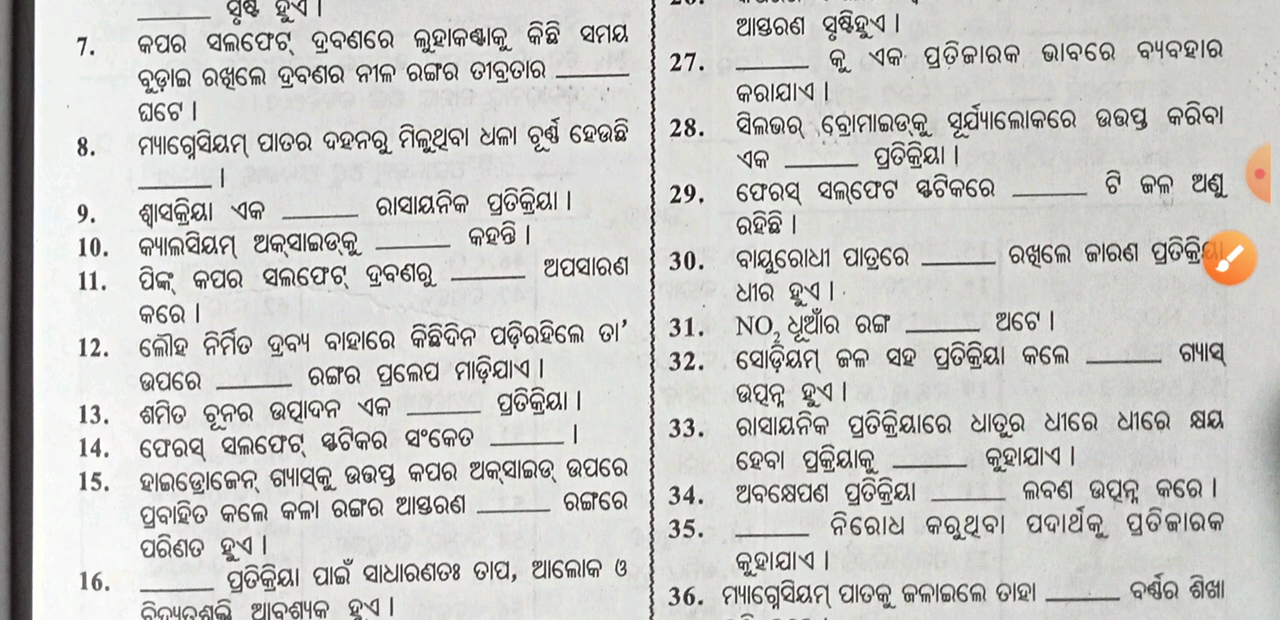 ______ ସୃଷ୍ଟି ହୁଏ ।
7. କପର ସଲଫେଟ୍ ଦ୍ରବଣରେ ଲୁହାକଣ୍ଟାକୁ କିଛି ସମୟ
ବୁଡ଼ାଇ ରଖିଲେ ଦ୍ରବଣର ନୀଳ ରଙ୍ଗର ତୀବ୍ରତାର ______
ଘଟେ ।
8. ମ୍ୟାଗ୍ନେସିୟମ୍ ପାତର ଦହନରୁ ମିଳୁଥିବା ଧଳା ଚୂର୍ଣ୍ଣ ହେଉଛି
______ ।
9. ଶ୍ୱାସକ୍ରିୟା ଏକ ______ ରାସାୟନିକ ପ୍ରତିକ୍ରିୟା ।
10. କ୍ୟାଲସିୟମ୍ ଅକ୍ସାଇଡ୍‌କୁ ______ କହନ୍ତି ।
11. ପିଙ୍କ୍ କପର ସଲଫେଟ୍ ଦ୍ରବଣରୁ ______ ଅପସାରଣ
କରେ ।
12. ଲୌହ ନିର୍ମିତ ଦ୍ରବ୍ୟ ବାହାରେ କିଛିଦିନ ପଡ଼ିରହିଲେ ତା’
ଉପରେ ______ ରଙ୍ଗର ପ୍ରଲେପ ମାଡ଼ିଯାଏ ।
13. ଶମିତ ଚୂନର ଉତ୍ପାଦନ ଏକ ______ ପ୍ରତିକ୍ରିୟା ।
14. ଫେରସ୍ ସଲଫେଟ୍ ସ୍ଫଟିକର ସଂକେତ ______ ।
15. ହାଇଡ୍ରୋଜେନ୍ ଗ୍ୟାସ୍‌କୁ ଉତ୍ତପ୍ତ କପର ଅକ୍ସାଇଡ୍ ଉପରେ
ପ୍ରବାହିତ କଲେ କଳା ରଙ୍ଗର ଆସ୍ତରଣ ______ ରଙ୍ଗରେ
ପରିଣତ ହୁଏ ।
16. ______ ପ୍ରତିକ୍ରିୟା ପାଇଁ ସାଧାରଣତଃ ତାପ, ଆଲୋକ ଓ
ବିଦ୍ୟୁତଶକ୍ତି ଆବଶ୍ୟକ ହୁଏ ।
ଆସ୍ତରଣ ସୃଷ୍ଟିହୁଏ ।
27. ______ କୁ ଏକ ପ୍ରତିଜାରକ ଭାବରେ ବ୍ୟବହାର
କରାଯାଏ ।
28. ସିଲଭର୍ ବ୍ରୋମାଇଡ୍‌କୁ ସୂର୍ଯ୍ୟାଲୋକରେ ଉତ୍ତପ୍ତ କରିବା
ଏକ ______ ପ୍ରତିକ୍ରିୟା ।
29. ଫେରସ୍ ସଲ୍‌ଫେଟ ସ୍ଫଟିକରେ ______ ଟି ଜଳ ଅଣୁ
ରହିଛି ।
30. ବାୟୁରୋଧୀ ପାତ୍ରରେ ______ ରଖିଲେ ଜାରଣ ପ୍ରତିକ୍ରିୟା
ଧୀର ହୁଏ ।
31. NO₂ ଧୂଆଁର ରଙ୍ଗ ______ ଅଟେ ।
32. ସୋଡ଼ିୟମ୍ ଜଳ ସହ ପ୍ରତିକ୍ରିୟା କଲେ ______ ଗ୍ୟାସ୍
ଉତ୍ପନ୍ନ ହୁଏ ।
33. ରାସାୟନିକ ପ୍ରତିକ୍ରିୟାରେ ଧାତୁର ଧୀରେ ଧୀରେ କ୍ଷୟ
ହେବା ପ୍ରକ୍ରିୟାକୁ ______ କୁହାଯାଏ ।
34. ଅବକ୍ଷେପଣ ପ୍ରତିକ୍ରିୟା ______ ଲବଣ ଉତ୍ପନ୍ନ କରେ ।
35. ______ ନିରୋଧ କରୁଥିବା ପଦାର୍ଥକୁ ପ୍ରତିଜାରକ
କୁହାଯାଏ ।
36. ମ୍ୟାଗ୍ନେସିୟମ୍ ପାତକୁ ଜଳାଇଲେ ତାହା ______ ବର୍ଣ୍ଣର ଶିଖା